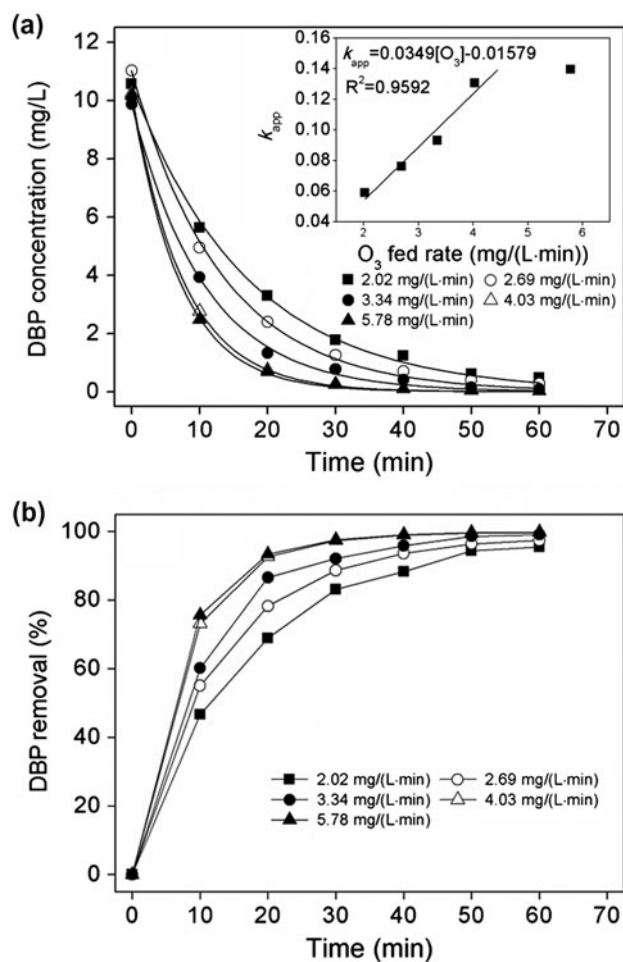 (a)
12
10
8
6
4
2
0
DBP concentration (mg/L)
0 10 20 30 40 50 60 70
Time (min)
k_app=0.0349[O₃]-0.01579
R²=0.9592
0.16
0.14
0.12
0.10
0.08
0.06
0.04
k_app
2 3 4 5 6
O₃ fed rate (mg/(L·min))
2.02 mg/(L·min) 2.69 mg/(L·min)
3.34 mg/(L·min) 4.03 mg/(L·min)
5.78 mg/(L·min)
(b)
100
80
60
40
20
0
DBP removal (%)
2.02 mg/(L·min) 2.69 mg/(L·min)
3.34 mg/(L·min) 4.03 mg/(L·min)
5.78 mg/(L·min)
0 10 20 30 40 50 60 70
Time (min)